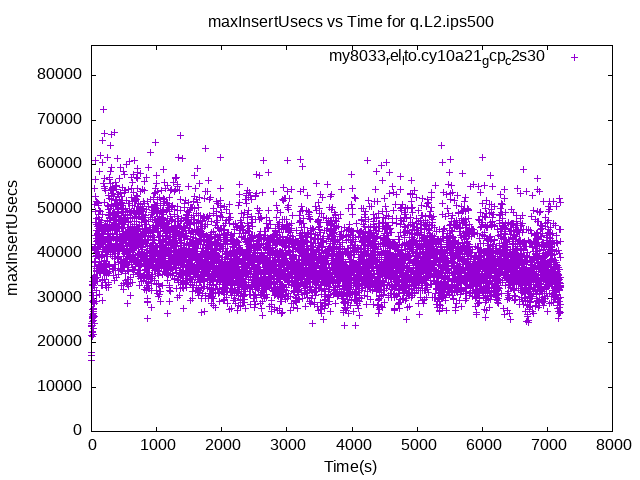 maxInsertUsecs vs Time for q.L2.ips500
my8033relito.cy10a21gcpc2s30
maxInsertUsecs
80000
70000
60000
50000
40000
30000
20000
10000
0
0 1000 2000 3000 4000 5000 6000 7000 8000
Time(s)